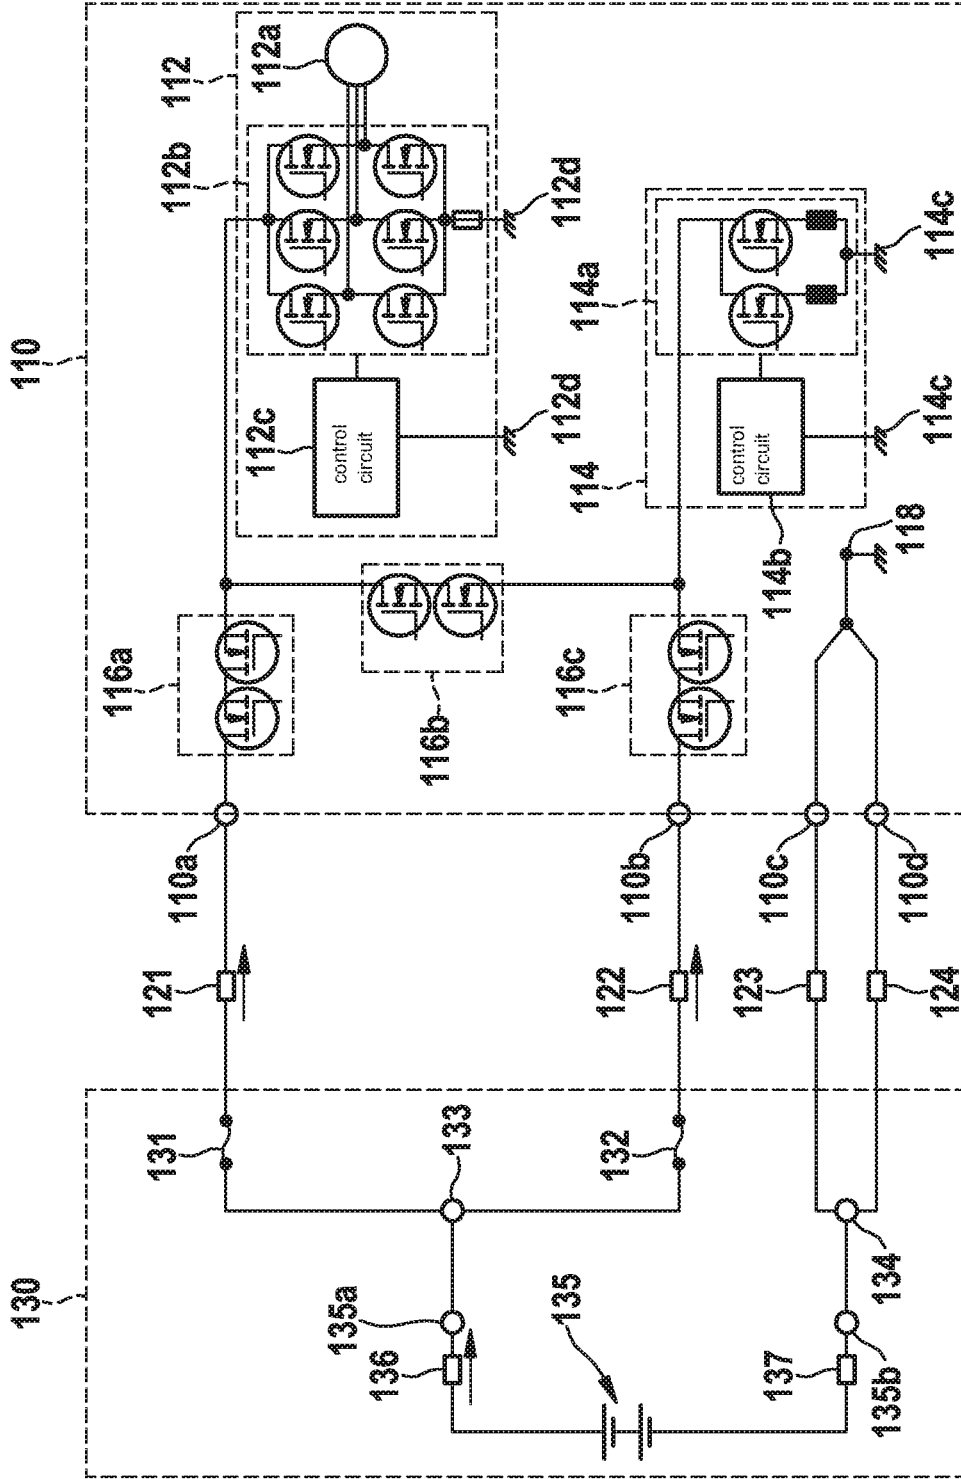 130
110
131
121
110a
116a
112
112b
112a
112c
control
circuit
112d
112d
133
135a
136
135
116b
132
122
110b
116c
114
114a
114b
control
circuit
114c
114c
137
135b
134
123
124
110c
110d
118